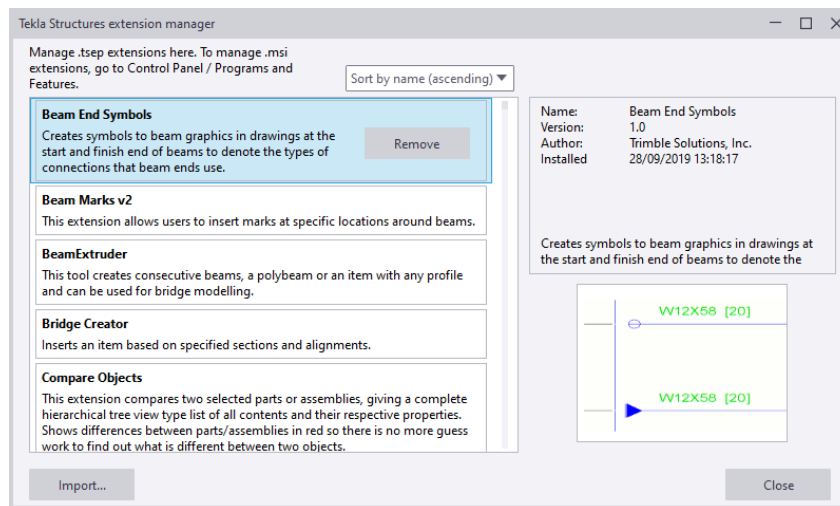 Tekla Structures extension manager
Manage .tsep extensions here. To manage .msi
extensions, go to Control Panel / Programs and
Features.
Sort by name (ascending)
Beam End Symbols
Creates symbols to beam graphics in drawings at the
start and finish end of beams to denote the types of
connections that beam ends use.
Remove
Beam Marks v2
This extension allows users to insert marks at specific locations around beams.
BeamExtruder
This tool creates consecutive beams, a polybeam or an item with any profile
and can be used for bridge modelling.
Bridge Creator
Inserts an item based on specified sections and alignments.
Compare Objects
This extension compares two selected parts or assemblies, giving a complete
hierarchical tree view type list of all contents and their respective properties.
Shows differences between parts/assemblies in red so there is no more guess
work to find out what is different between two objects.
Name: Beam End Symbols
Version: 1.0
Author: Trimble Solutions, Inc.
Installed 28/09/2019 13:18:17
Creates symbols to beam graphics in drawings at
the start and finish end of beams to denote the
W12X58 [20]
W12X58 [20]
Import...
Close